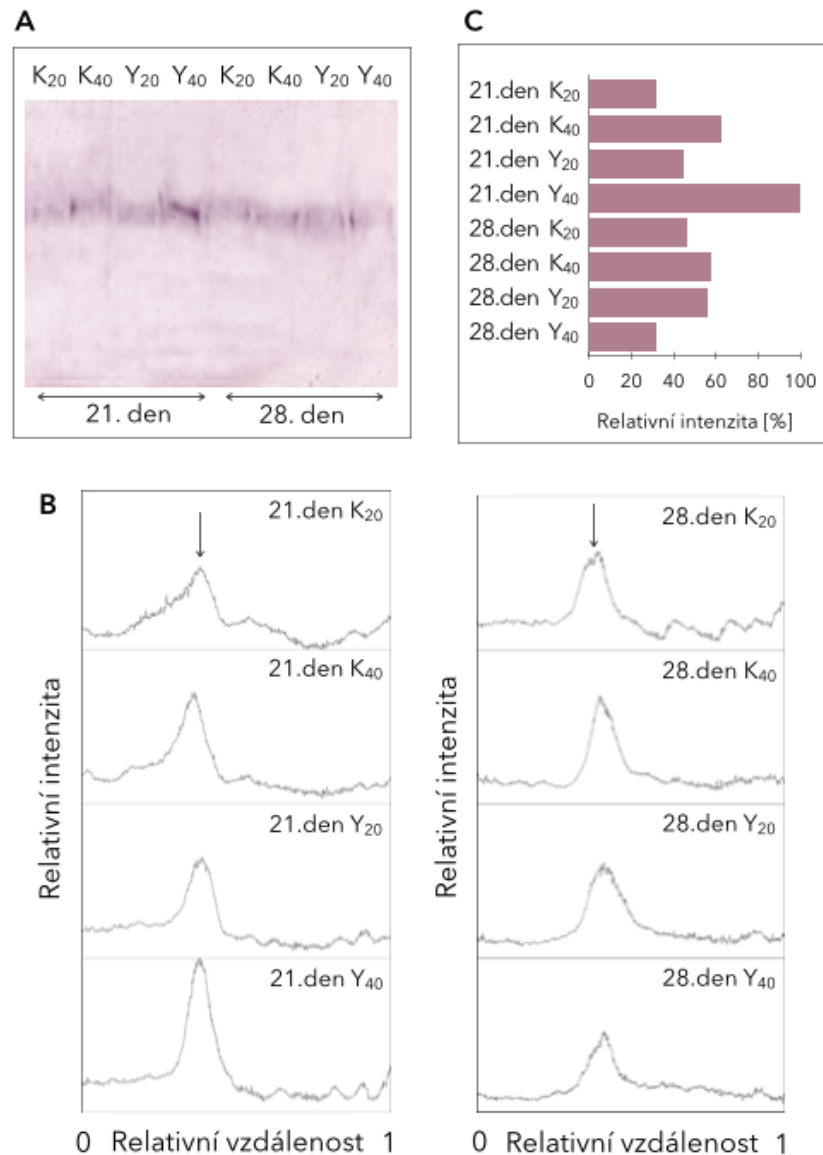 A
K20 K40 Y20 Y40 K20 K40 Y20 Y40
21. den 28. den
C
21.den K20
21.den K40
21.den Y20
21.den Y40
28.den K20
28.den K40
28.den Y20
28.den Y40
0 20 40 60 80 100
Relativní intenzita [%]
B
Relativní intenzita
21.den K20
21.den K40
21.den Y20
21.den Y40
0 Relativní vzdálenost 1
Relativní intenzita
28.den K20
28.den K40
28.den Y20
28.den Y40
0 Relativní vzdálenost 1